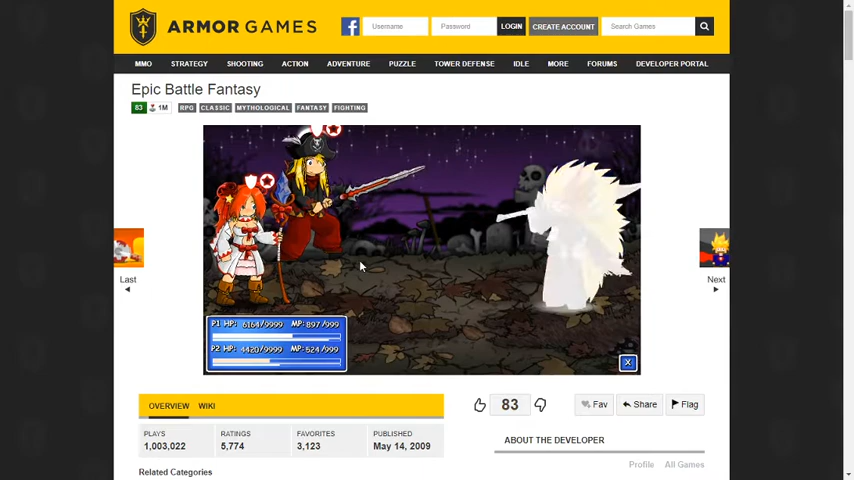 ARMOR GAMES
Username
Password
LOGIN
CREATE ACCOUNT
Search Games
MMO STRATEGY SHOOTING ACTION ADVENTURE PUZZLE TOWER DEFENSE IDLE MORE FORUMS DEVELOPER PORTAL
Epic Battle Fantasy
83 1M RPG CLASSIC MYTHOLOGICAL FANTASY FIGHTING
Last
Next
P1 HP: 6164/9999 MP: 897/999
P2 HP: 4420/9999 MP: 524/999
X
OVERVIEW WIKI
83
Fav
Share
Flag
PLAYS RATINGS FAVORITES PUBLISHED
1,003,022 5,774 3,123 May 14, 2009
ABOUT THE DEVELOPER
Profile All Games
Related Categories